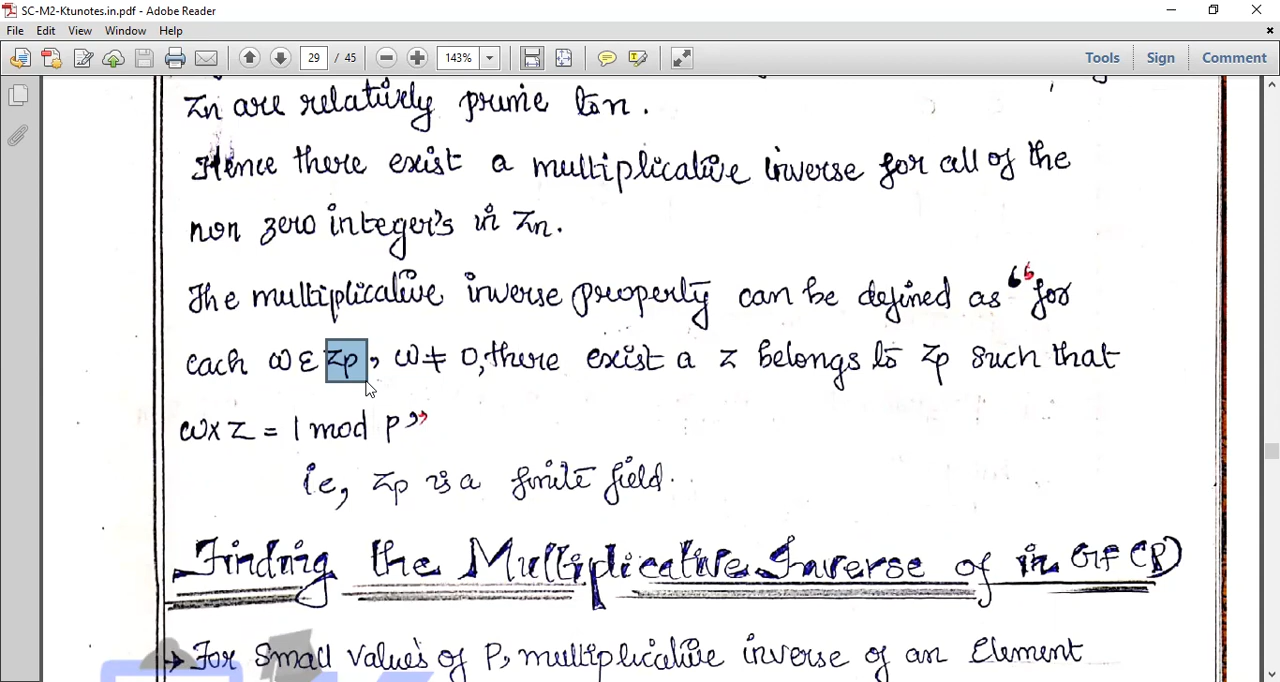 SC-M2-Ktunotes.in.pdf - Adobe Reader
File Edit View Window Help
29 / 45 143% Tools Sign Comment
Zn are relatively prime to n.
Hence there exist a multiplicative inverse for all of the
non zero integer's in Zn.
The multiplicative inverse property can be defined as "for
each ω ε Zp, ω ≠ 0, there exist a z belongs to Zp such that
ω x z = 1 mod p"
ie, Zp is a finite field.
Finding the Multiplicative Inverse of in GF (P)
→ For Small values of P, multiplicative inverse of an Element